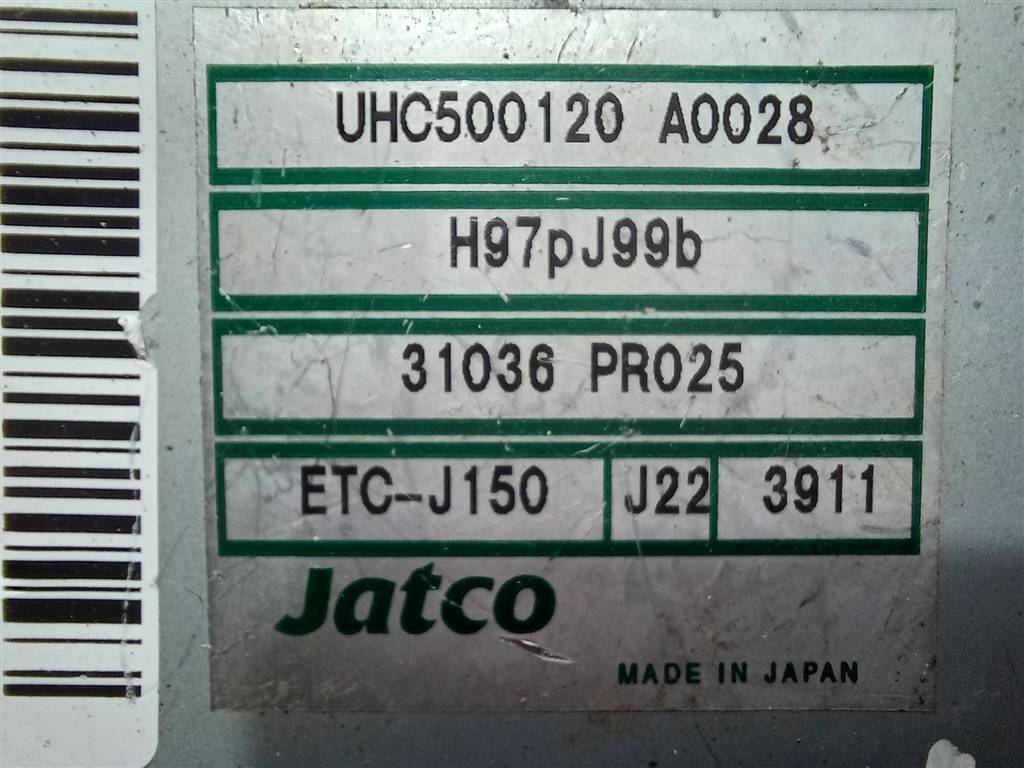 UHC500120 A0028
H97pJ99b
31036 PR025
ETC-J150 J22 3911
Jatco
MADE IN JAPAN